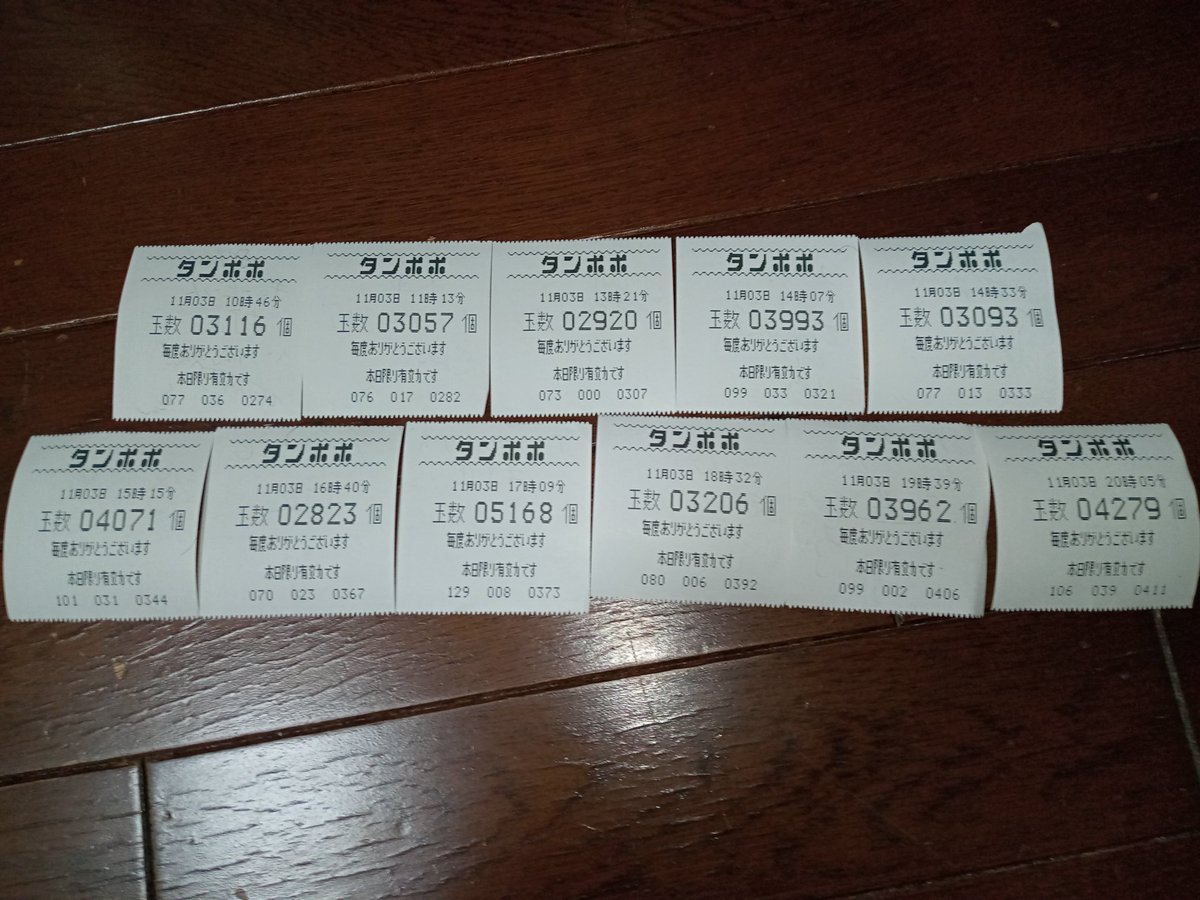 タンポポ
11月03日 10時46分
玉数 03116 個
毎度ありがとうございます
本日限り有効です
077 036 0274
タンポポ
11月03日 11時13分
玉数 03057 個
毎度ありがとうございます
本日限り有効です
076 017 0282
タンポポ
11月03日 13時21分
玉数 02920 個
毎度ありがとうございます
本日限り有効です
073 000 0307
タンポポ
11月03日 14時07分
玉数 03993 個
毎度ありがとうございます
本日限り有効です
099 033 0321
タンポポ
11月03日 14時33分
玉数 03093 個
毎度ありがとうございます
本日限り有効です
077 013 0333
タンポポ
11月03日 15時15分
玉数 04071 個
毎度ありがとうございます
本日限り有効です
101 031 0344
タンポポ
11月03日 16時40分
玉数 02823 個
毎度ありがとうございます
本日限り有効です
070 023 0367
タンポポ
11月03日 17時09分
玉数 05168 個
毎度ありがとうございます
本日限り有効です
129 008 0373
タンポポ
11月03日 18時32分
玉数 03206 個
毎度ありがとうございます
本日限り有効です
080 006 0392
タンポポ
11月03日 19時39分
玉数 03962 個
毎度ありがとうございます
本日限り有効です
099 002 0406
タンポポ
11月03日 20時05分
玉数 04279 個
毎度ありがとうございます
本日限り有効です
106 039 0411